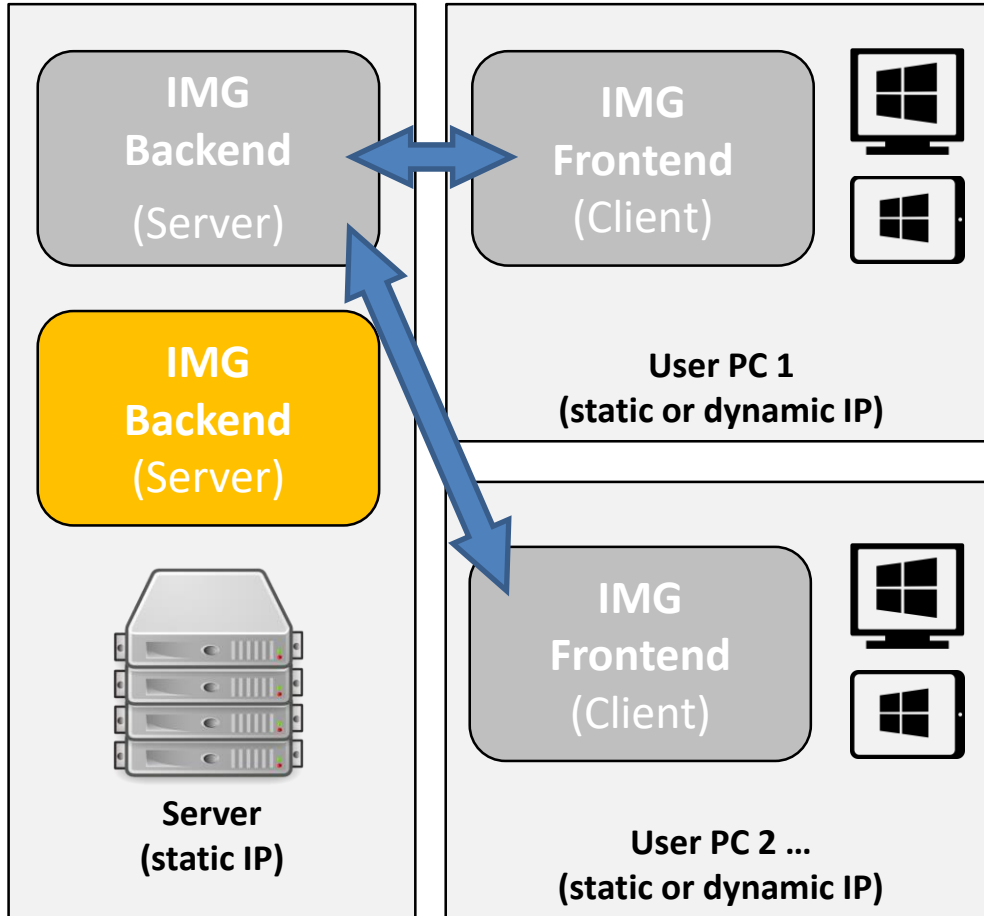 IMG
Backend
(Server)
IMG
Backend
(Server)
Server
(static IP)
IMG
Frontend
(Client)
User PC 1
(static or dynamic IP)
IMG
Frontend
(Client)
User PC 2 ...
(static or dynamic IP)